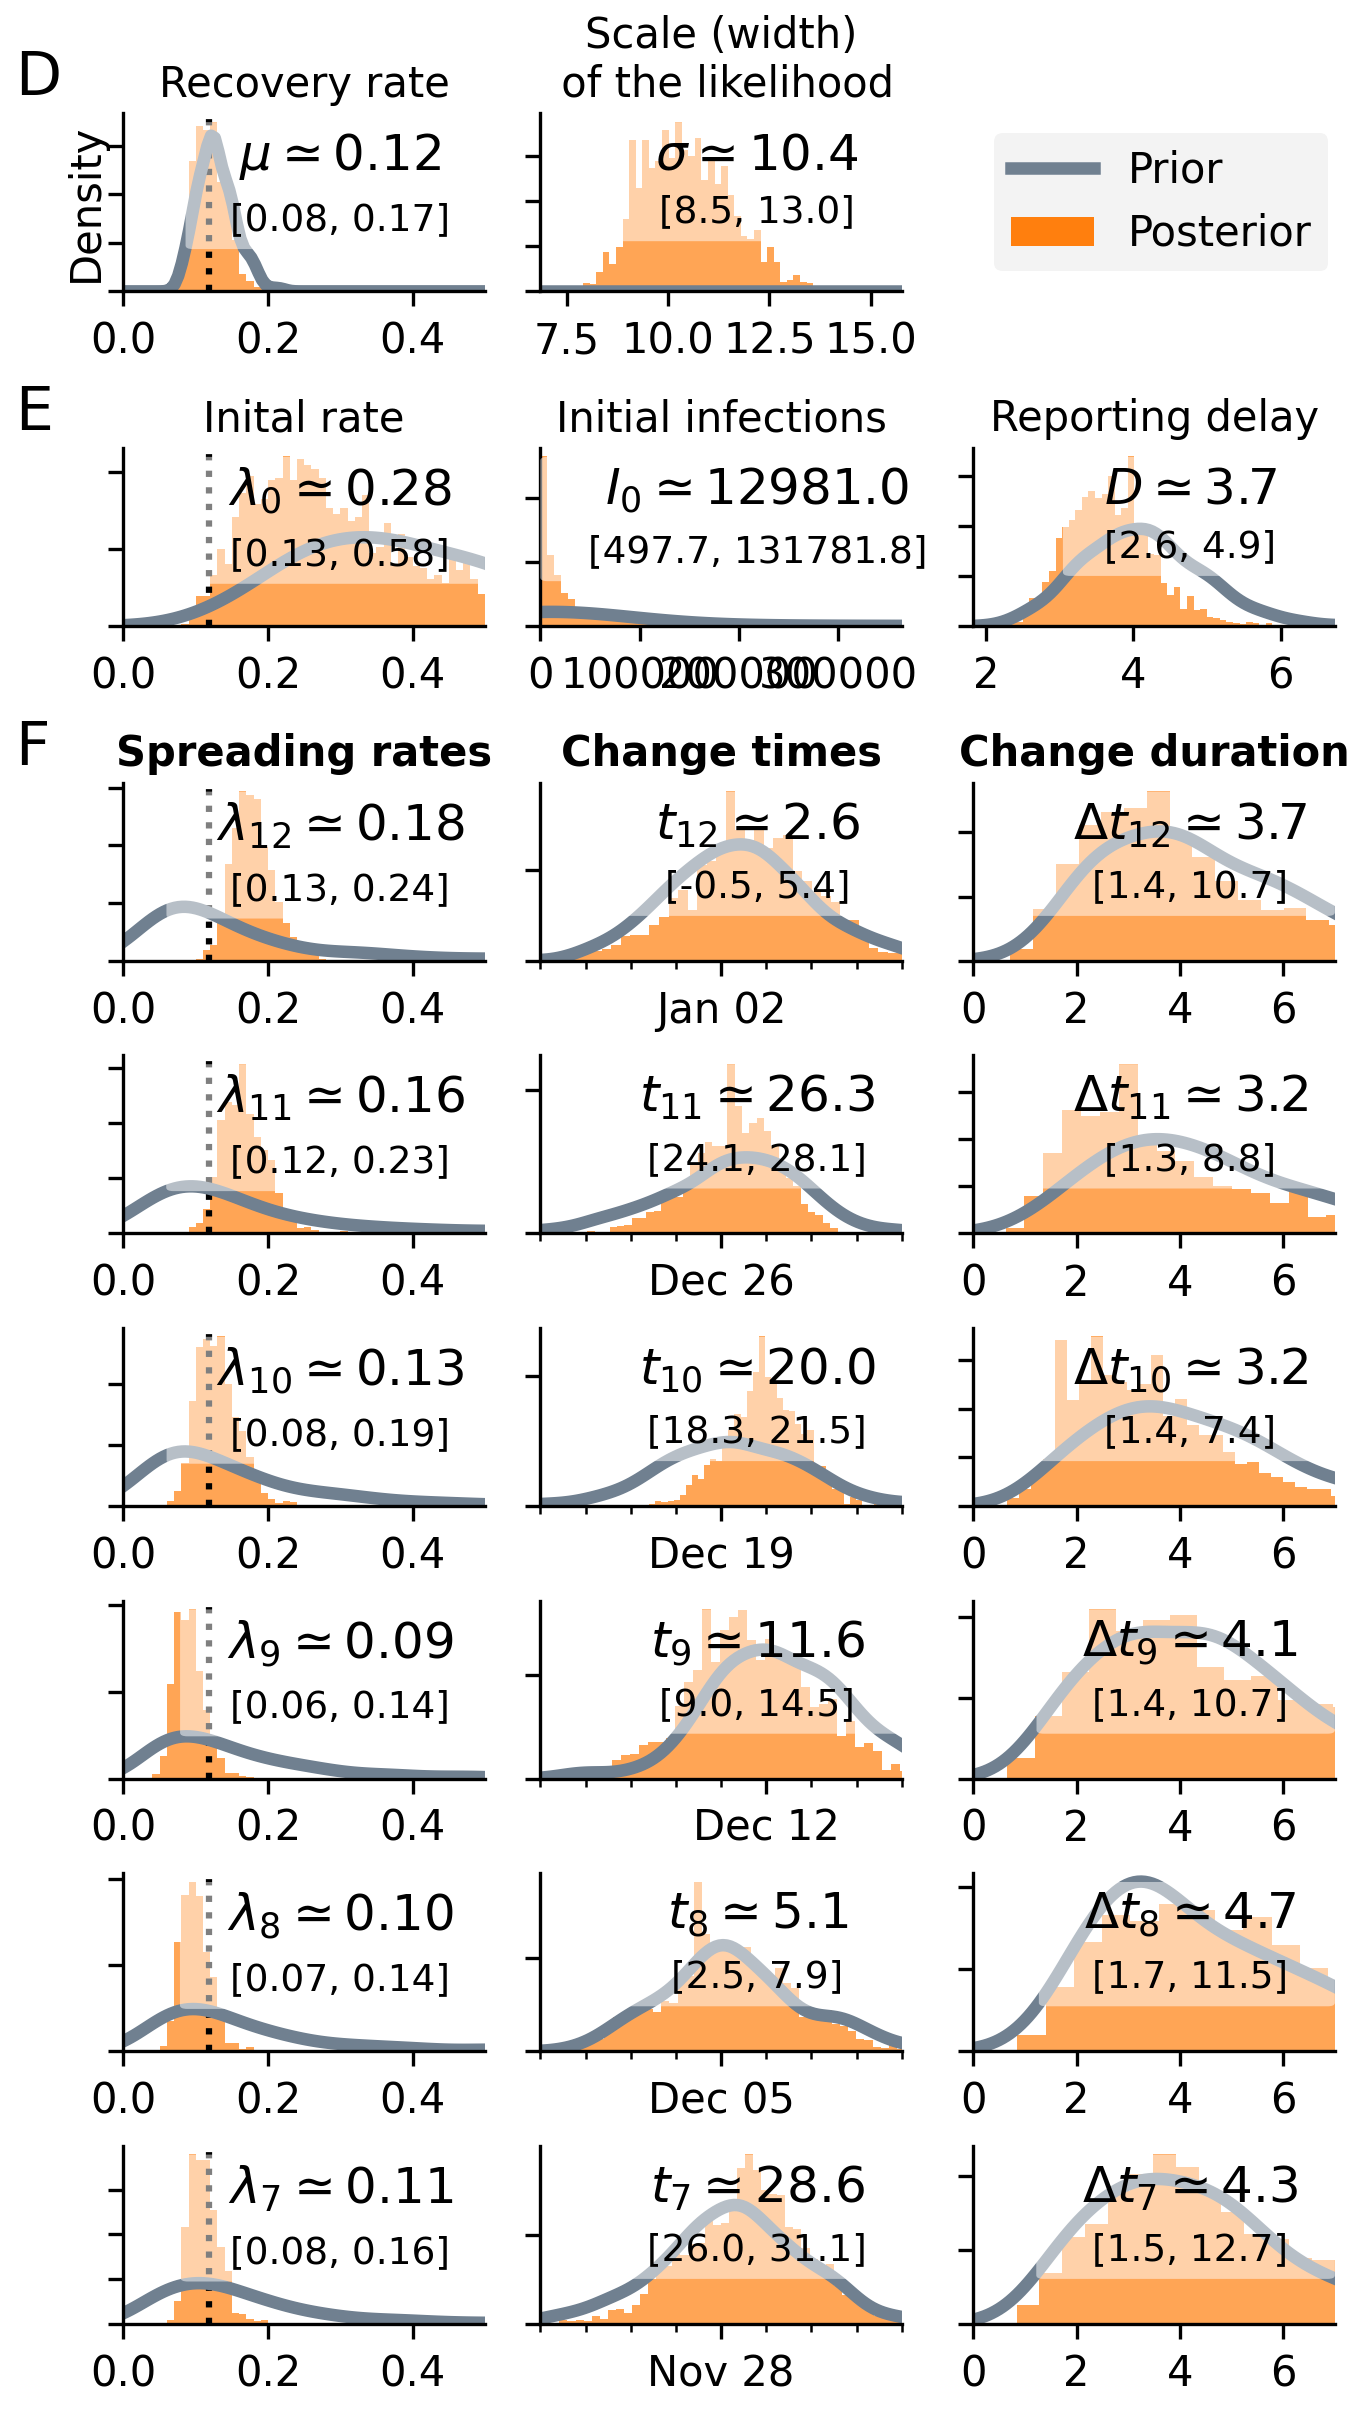 D
Recovery rate
Scale (width)
of the likelihood
Density
μ ≃ 0.12
[0.08, 0.17]
0.0 0.2 0.4
σ ≃ 10.4
[8.5, 13.0]
7.5 10.0 12.5 15.0
Prior
Posterior
E
Inital rate
λ0 ≃ 0.28
[0.13, 0.58]
0.0 0.2 0.4
Initial infections
I0 ≃ 12981.0
[497.7, 131781.8]
0 100000 200000 300000
Reporting delay
D ≃ 3.7
[2.6, 4.9]
2 4 6
F
Spreading rates Change times Change duration
λ12 ≃ 0.18
[0.13, 0.24]
0.0 0.2 0.4
t12 ≃ 2.6
[-0.5, 5.4]
Jan 02
Δt12 ≃ 3.7
[1.4, 10.7]
0 2 4 6
λ11 ≃ 0.16
[0.12, 0.23]
0.0 0.2 0.4
t11 ≃ 26.3
[24.1, 28.1]
Dec 26
Δt11 ≃ 3.2
[1.3, 8.8]
0 2 4 6
λ10 ≃ 0.13
[0.08, 0.19]
0.0 0.2 0.4
t10 ≃ 20.0
[18.3, 21.5]
Dec 19
Δt10 ≃ 3.2
[1.4, 7.4]
0 2 4 6
λ9 ≃ 0.09
[0.06, 0.14]
0.0 0.2 0.4
t9 ≃ 11.6
[9.0, 14.5]
Dec 12
Δt9 ≃ 4.1
[1.4, 10.7]
0 2 4 6
λ8 ≃ 0.10
[0.07, 0.14]
0.0 0.2 0.4
t8 ≃ 5.1
[2.5, 7.9]
Dec 05
Δt8 ≃ 4.7
[1.7, 11.5]
0 2 4 6
λ7 ≃ 0.11
[0.08, 0.16]
0.0 0.2 0.4
t7 ≃ 28.6
[26.0, 31.1]
Nov 28
Δt7 ≃ 4.3
[1.5, 12.7]
0 2 4 6